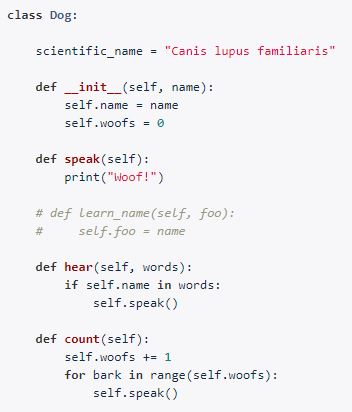 class Dog:
    scientific_name = "Canis lupus familiaris"
    def __init__(self, name):
        self.name = name
        self.woofs = 0
    def speak(self):
        print("Woof!")
    # def learn_name(self, foo):
    #     self.foo = name
    def hear(self, words):
        if self.name in words:
            self.speak()
    def count(self):
        self.woofs += 1
        for bark in range(self.woofs):
            self.speak()